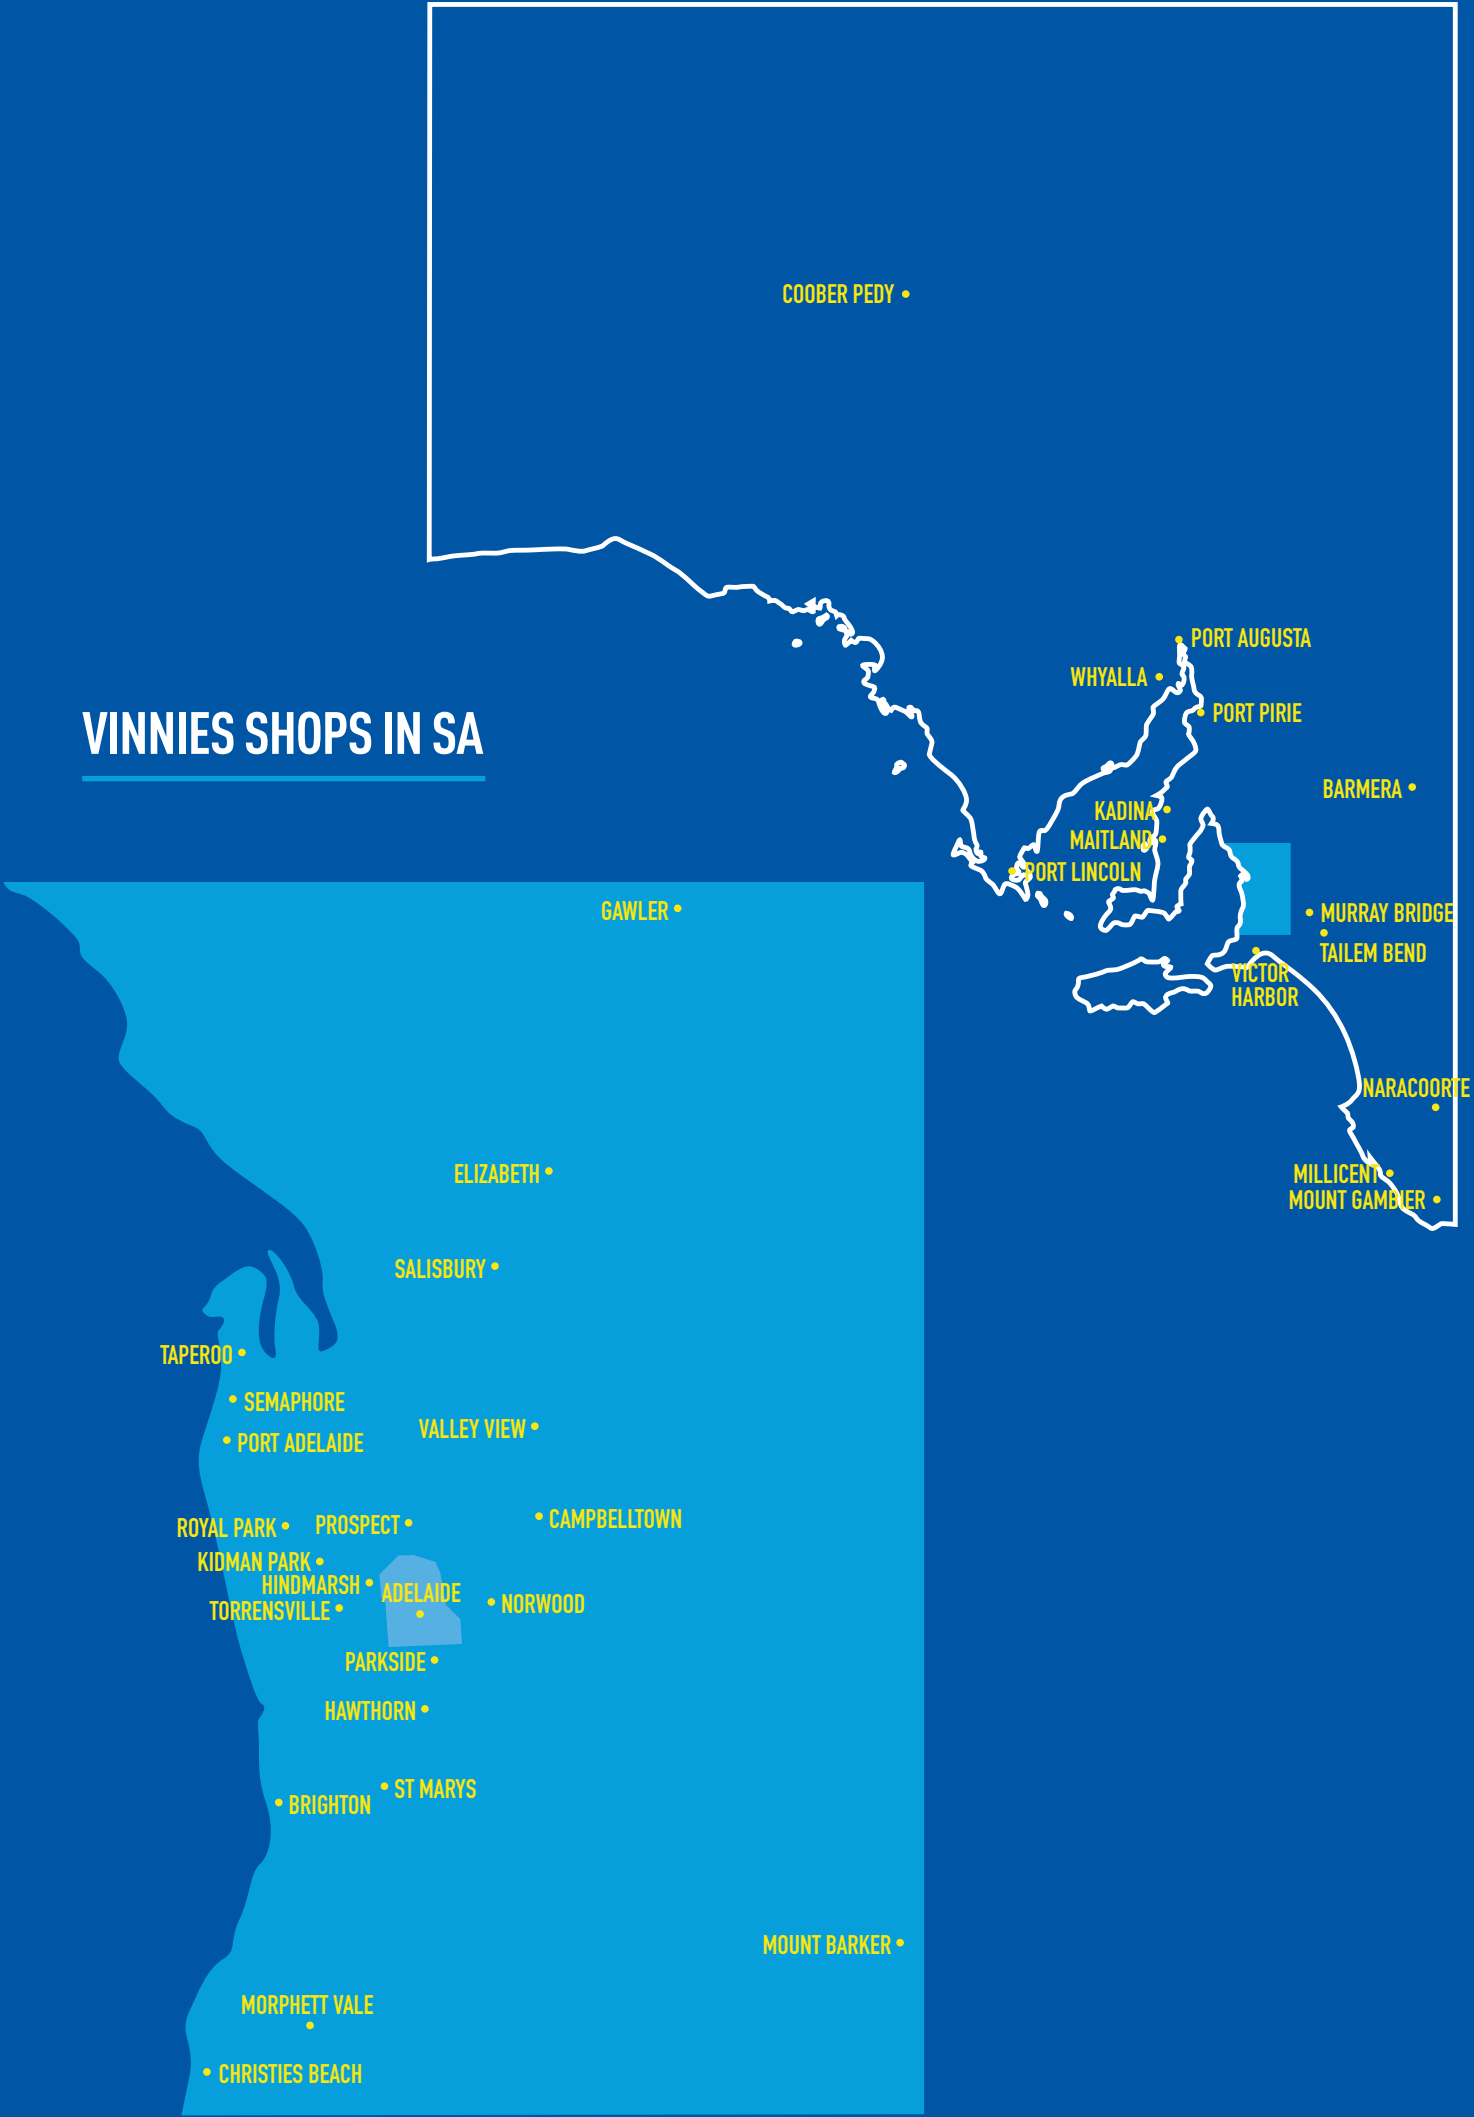 COOBER PEDY
PORT AUGUSTA
WHYALLA
PORT PIRIE
VINNIES SHOPS IN SA
BARMERA
KADINA
MAITLAND
PORT LINCOLN
GAWLER
MURRAY BRIDGE
TAILEM BEND
VICTOR
HARBOR
NARACOORTE
MILLICENT
MOUNT GAMBIER
ELIZABETH
SALISBURY
TAPEROO
SEMAPHORE
VALLEY VIEW
PORT ADELAIDE
CAMPBELLTOWN
ROYAL PARK
PROSPECT
KIDMAN PARK
HINDMARSH
ADELAIDE
TORRENSVILLE
NORWOOD
PARKSIDE
HAWTHORN
ST MARYS
BRIGHTON
MOUNT BARKER
MORPHETT VALE
CHRISTIES BEACH